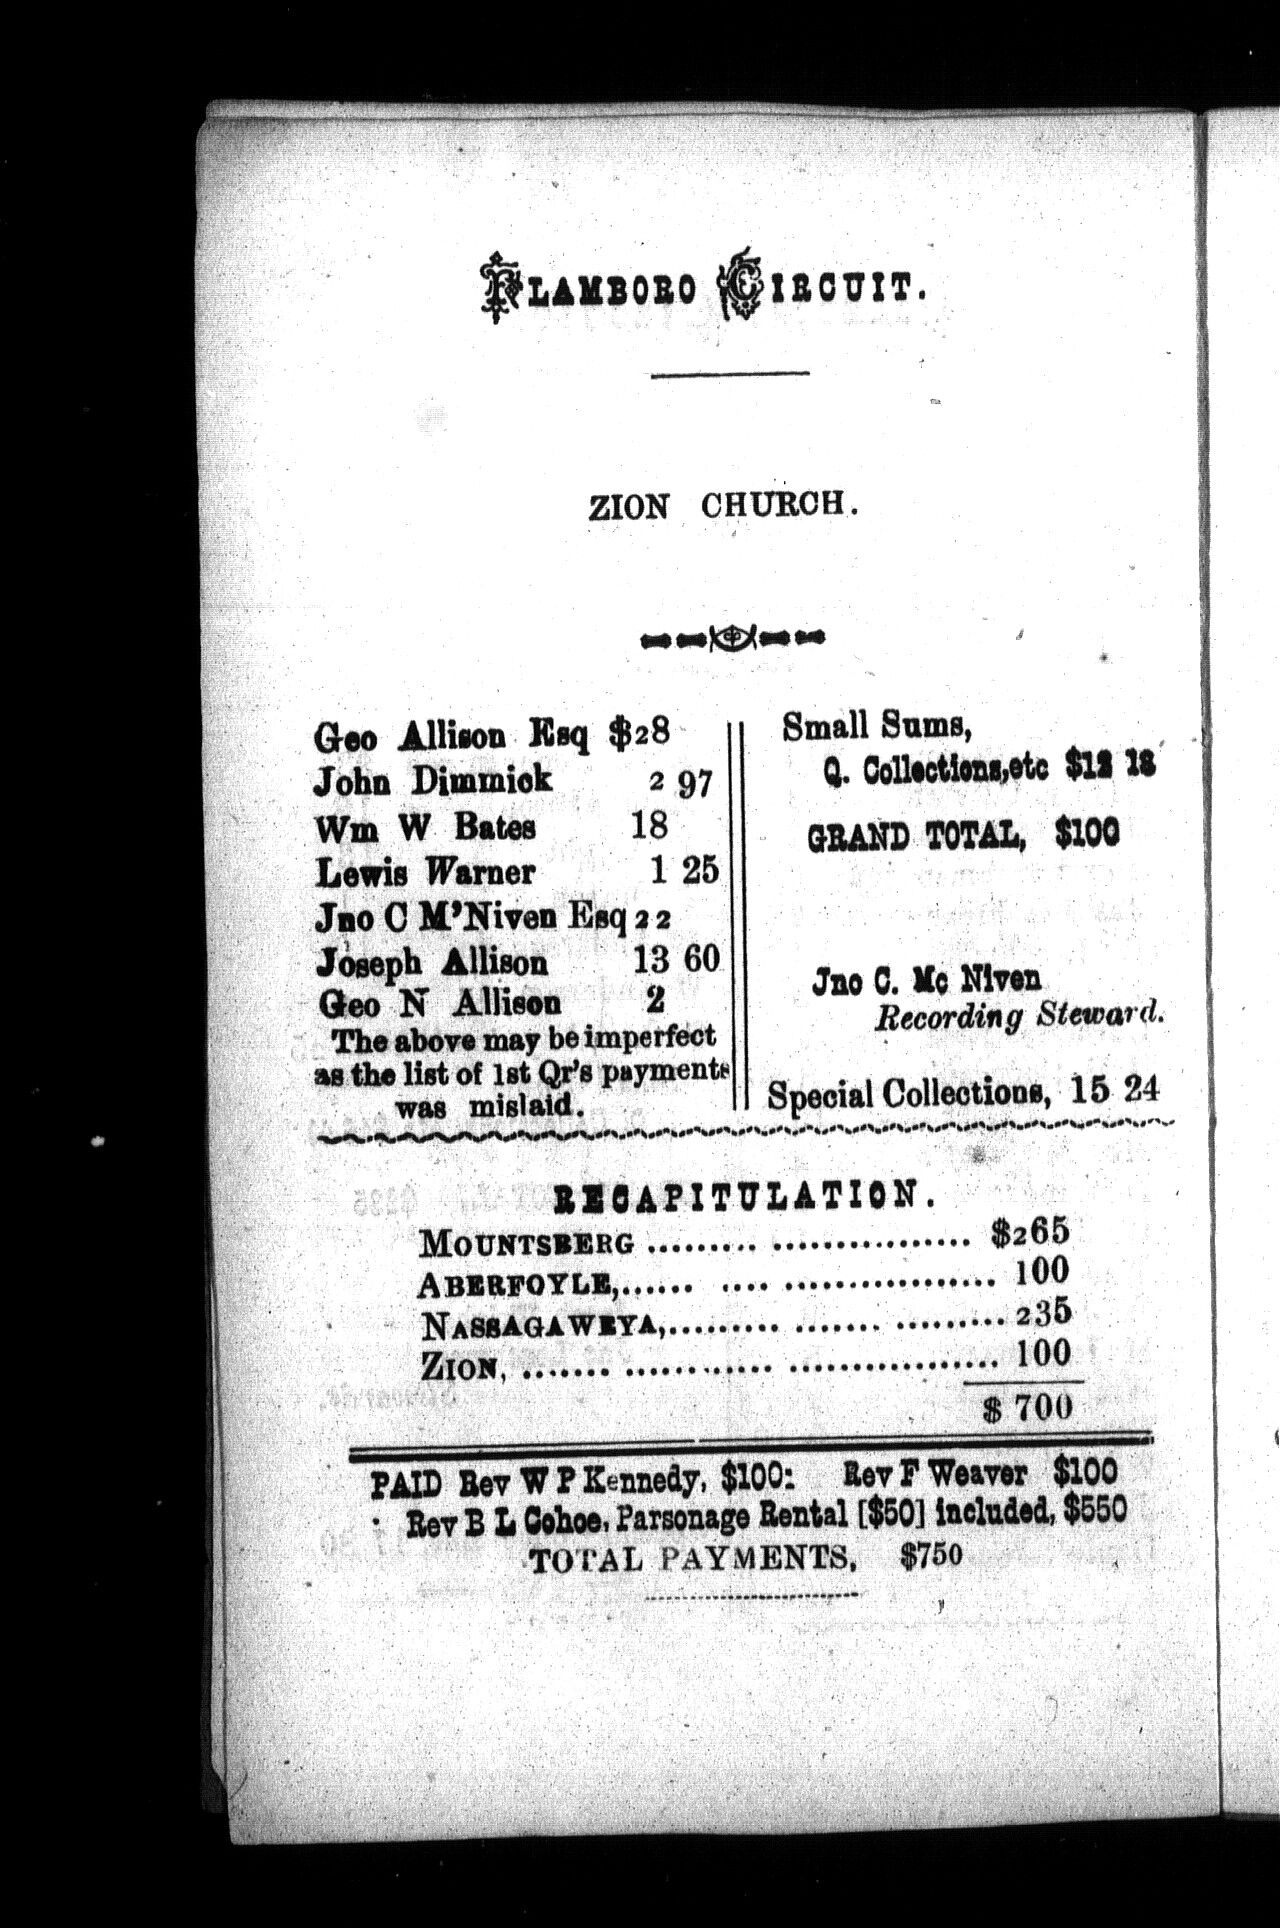 FLAMBORO CIRCUIT.
ZION CHURCH.
Geo Allison Esq $28
John Dimmick 2 97
Wm W Bates 18
Lewis Warner 1 25
Jno C M'Niven Esq 22
Joseph Allison 13 60
Geo N Allison 2
The above may be imperfect
as the list of 1st Qr's payments
was mislaid.
Small Sums,
Q. Collections, etc $12 18
GRAND TOTAL, $100
Jno C. Mc Niven
Recording Steward.
Special Collections, 15 24
RECAPITULATION.
MOUNTSBERG ......... ................ $265
ABERFOYLE,...... .... ................. 100
NASSAGAWEYA,......... ....... ......... 235
ZION, ....... ............ ................. 100
$ 700
PAID Rev W P Kennedy, $100: Rev F Weaver $100
Rev B L Cohoe, Parsonage Rental [$50] included, $550
TOTAL PAYMENTS, $750